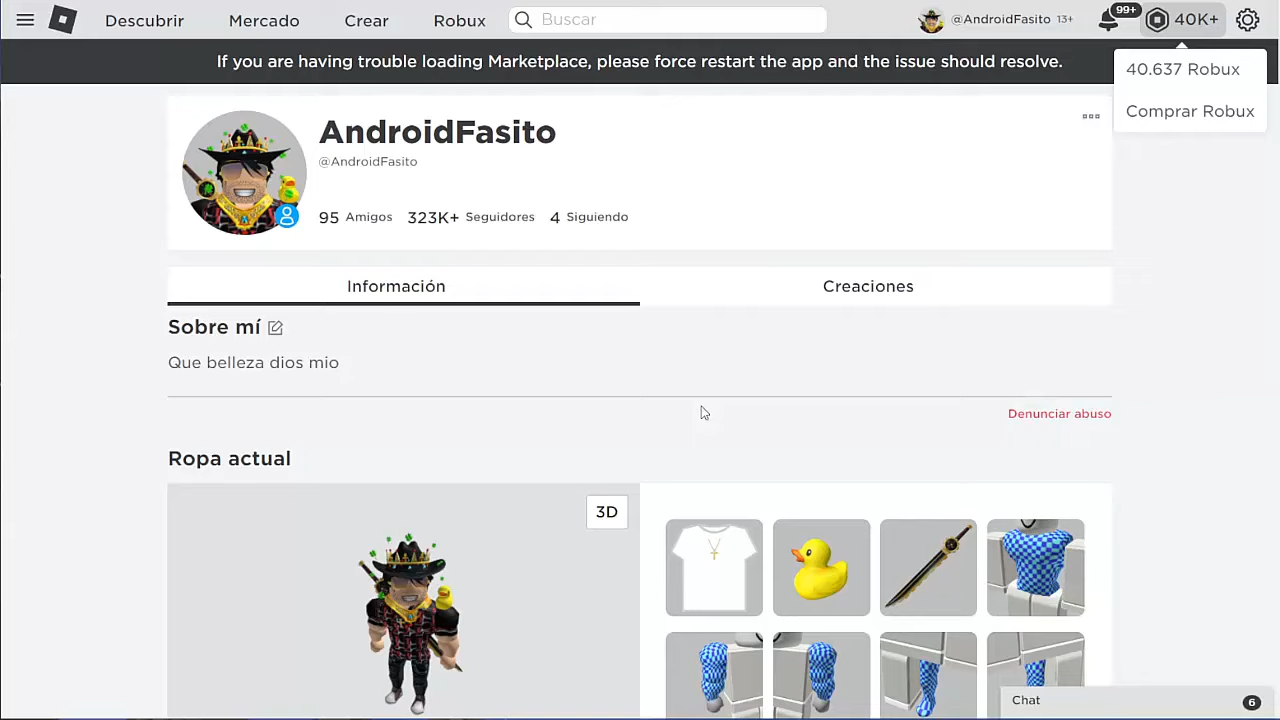 Descubrir
Mercado
Crear
Robux
Buscar
@AndroidFasito 13+
99+
40K+
If you are having trouble loading Marketplace, please force restart the app and the issue should resolve.
40.637 Robux
Comprar Robux
AndroidFasito
@AndroidFasito
95 Amigos 323K+ Seguidores 4 Siguiendo
Información
Creaciones
Sobre mí
Que belleza dios mio
Denunciar abuso
Ropa actual
3D
Chat
6